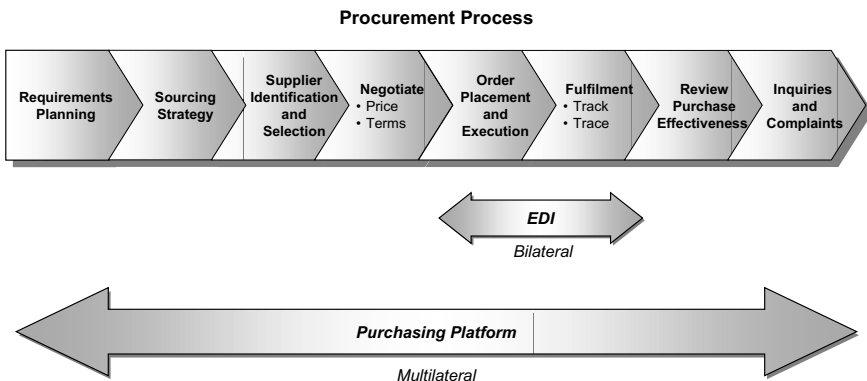 Procurement Process
Requirements
Planning
Sourcing
Strategy
Supplier
Identification
and
Selection
Negotiate
• Price
• Terms
Order
Placement
and
Execution
Fulfilment
• Track
• Trace
Review
Purchase
Effectiveness
Inquiries
and
Complaints
EDI
Bilateral
Purchasing Platform
Multilateral